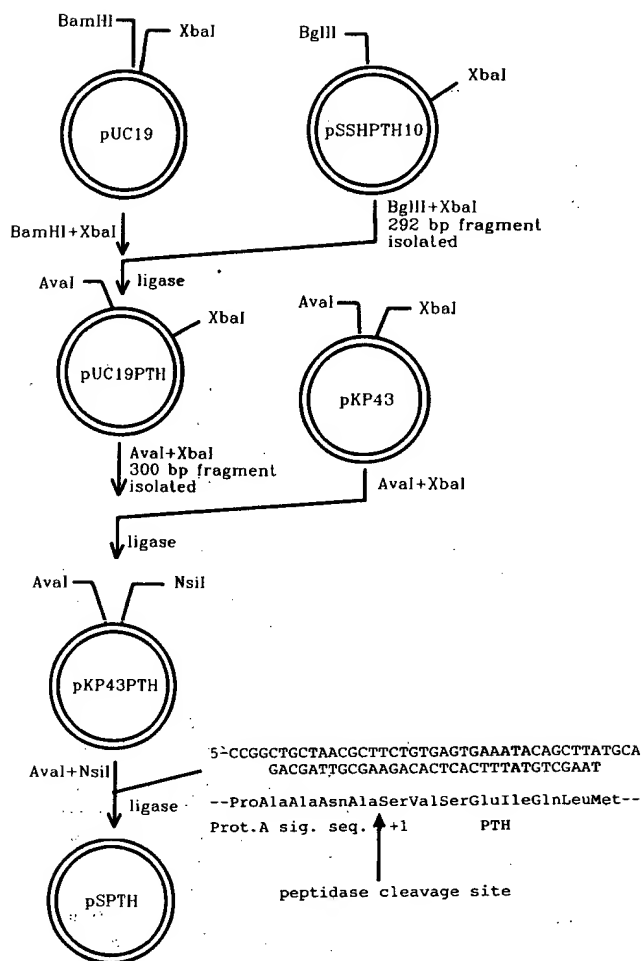 BamHI
XbaI
pUC19
BglII
XbaI
pSSHPTH10
BamHI+XbaI
BglII+XbaI
292 bp fragment
isolated
ligase
AvaI
XbaI
pUC19PTH
AvaI
XbaI
pKP43
AvaI+XbaI
300 bp fragment
isolated
AvaI+XbaI
ligase
AvaI
NsiI
pKP43PTH
AvaI+NsiI
ligase
5-CCGGCTGCTAACGCTTCTGTGAGTGAAATACAGCTTATGCA
GACGATTGCGAAGACACTCACTTTATGTCGAAT
--ProAlaAlaAsnAlaSerValSerGluIleGlnLeuMet--
Prot.A sig. seq. +1 PTH
peptidase cleavage site
pSPTH